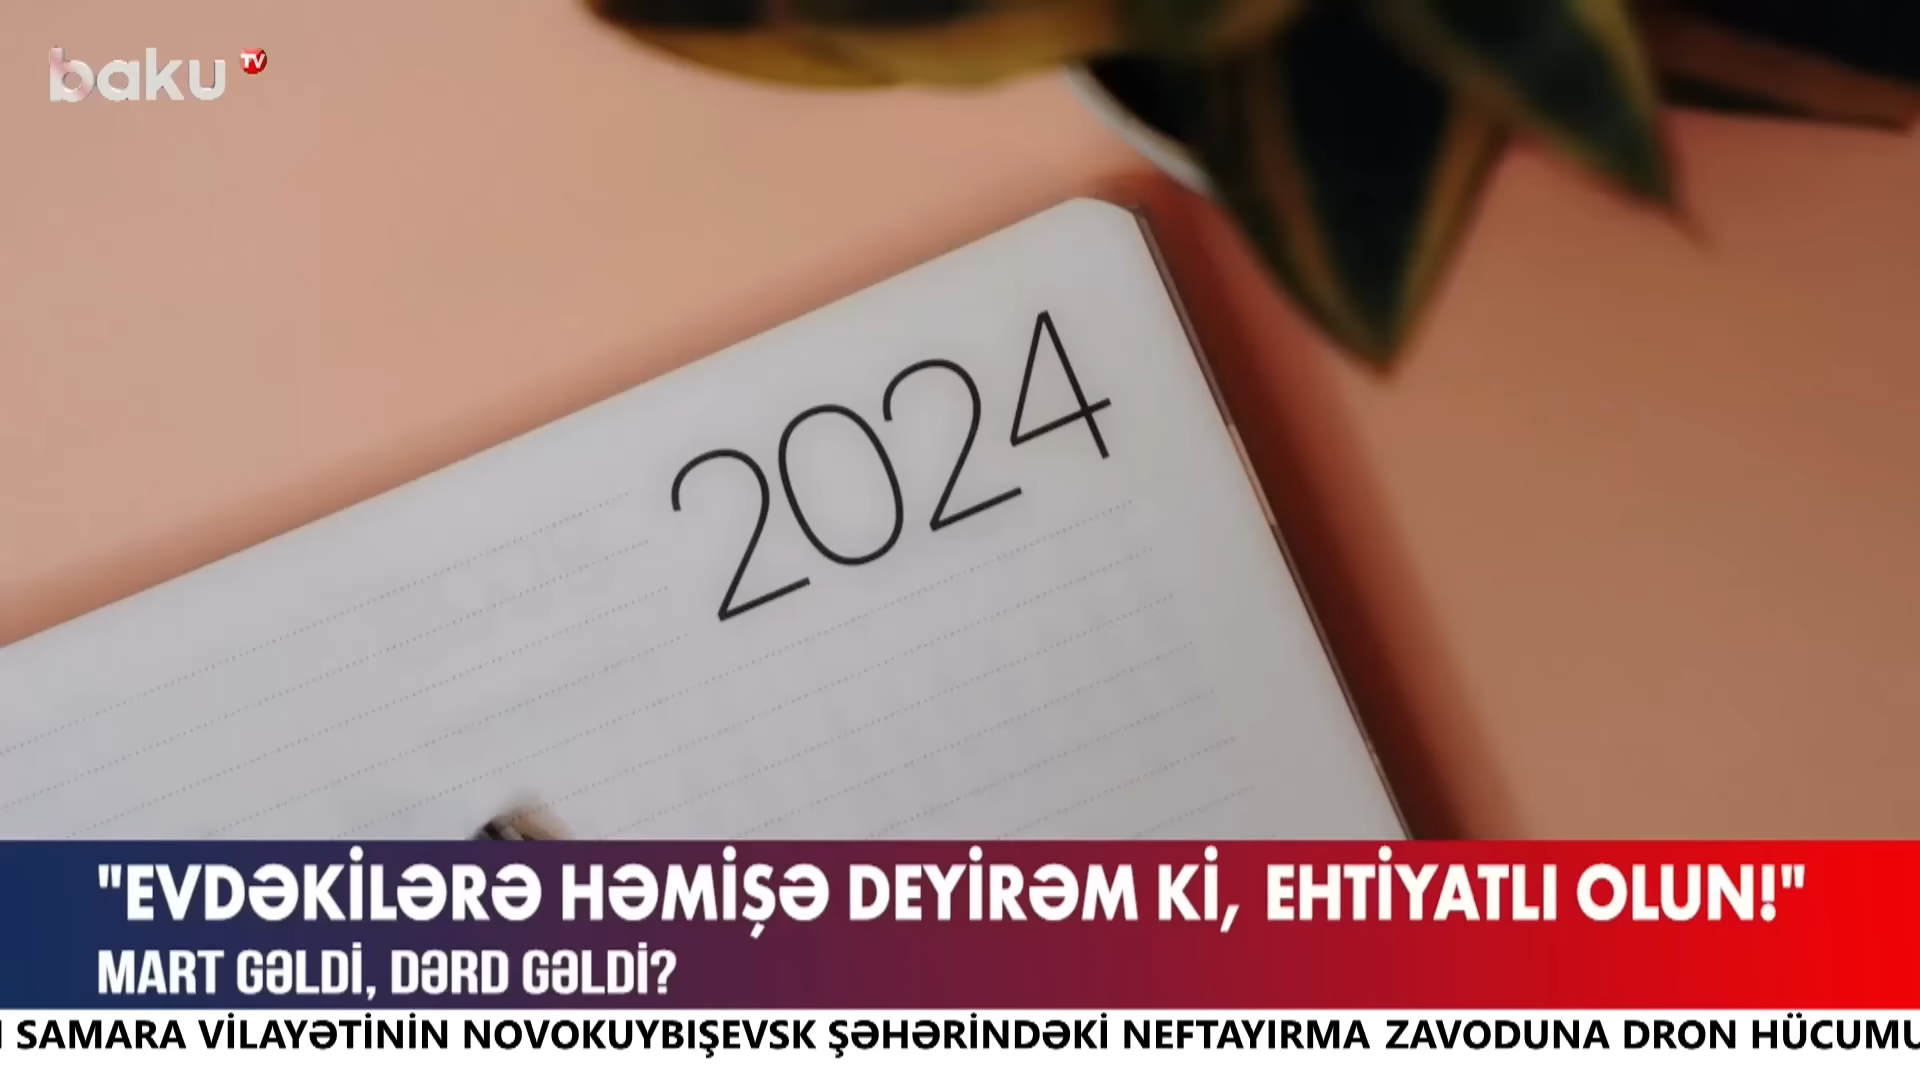 baku TV
2024
"EVDƏKİLƏRƏ HƏMİŞƏ DEYİRƏM Kİ, EHTİYATLI OLUN!"
MART GƏLDİ, DƏRD GƏLDİ?
SAMARA VİLAYƏTİNİN NOVOKUYBIŞEVSK ŞƏHƏRİNDƏKİ NEFTAYIRMA ZAVODUNA DRON HÜCUMU